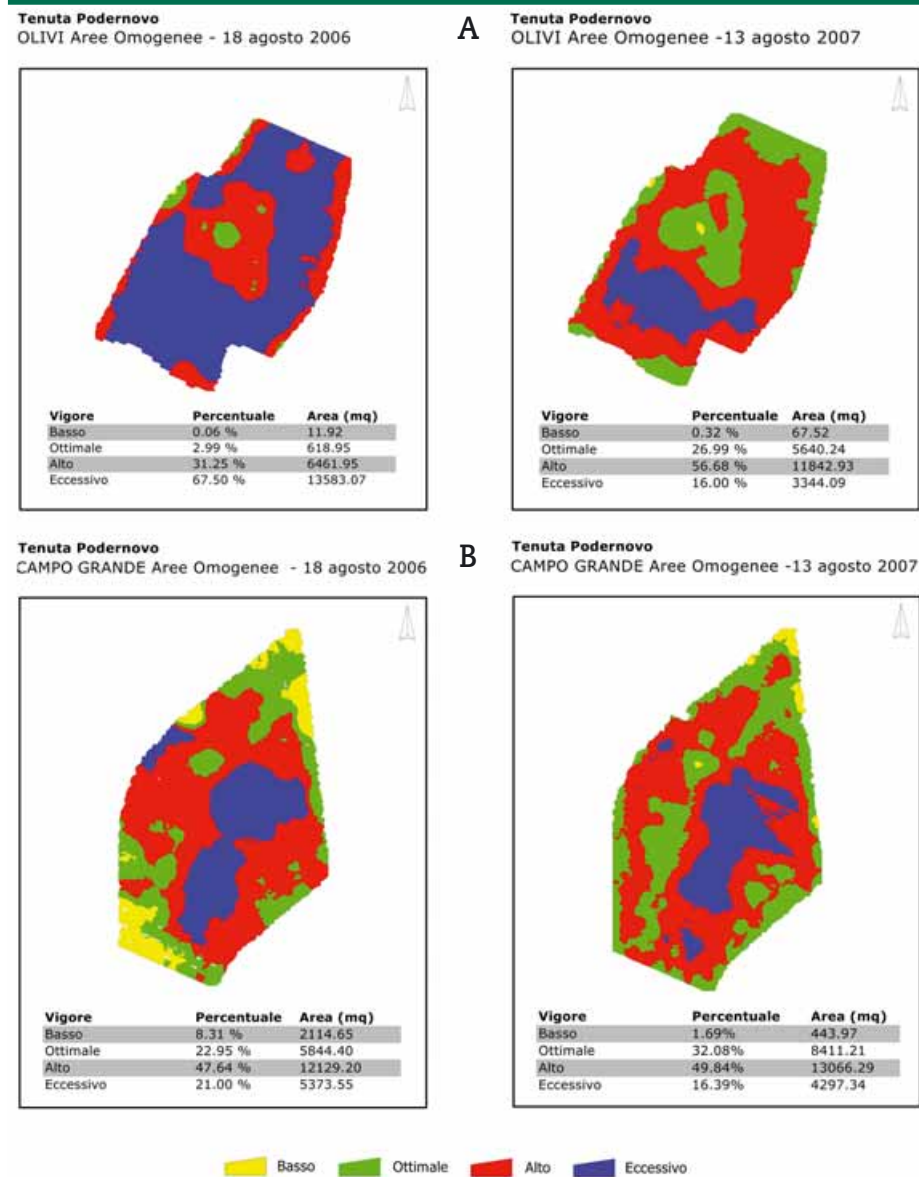 Tenuta Podernovo
OLIVI Aree Omogenee - 18 agosto 2006
A
Tenuta Podernovo
OLIVI Aree Omogenee -13 agosto 2007
Vigore Percentuale Area (mq)
Basso 0.06 % 11.92
Ottimale 2.99 % 618.95
Alto 31.25 % 6461.95
Eccessivo 67.50 % 13583.07
Vigore Percentuale Area (mq)
Basso 0.32 % 67.52
Ottimale 26.99 % 5640.24
Alto 56.68 % 11842.93
Eccessivo 16.00 % 3344.09
Tenuta Podernovo
CAMPO GRANDE Aree Omogenee - 18 agosto 2006
B
Tenuta Podernovo
CAMPO GRANDE Aree Omogenee -13 agosto 2007
Vigore Percentuale Area (mq)
Basso 8.31 % 2114.65
Ottimale 22.95 % 5844.40
Alto 47.64 % 12129.20
Eccessivo 21.00 % 5373.55
Vigore Percentuale Area (mq)
Basso 1.69% 443.97
Ottimale 32.08% 8411.21
Alto 49.84% 13066.29
Eccessivo 16.39% 4297.34
Basso Ottimale Alto Eccessivo